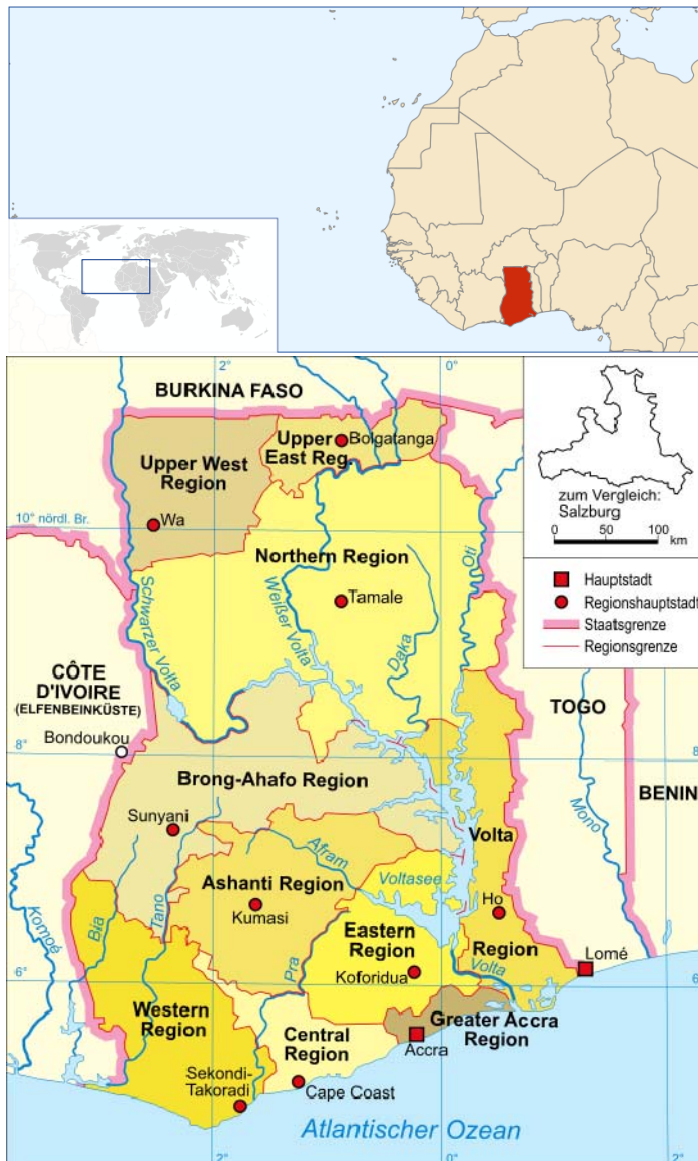 2°
0°
BURKINA FASO
Upper
East Reg.
Bolgatanga
Upper West
Region
zum Vergleich:
Salzburg
0
50
100
km
10° nördl. Br.
Wa
Northern Region
Oti
Hauptstadt
Regionshauptstadt
Staatsgrenze
Regionsgrenze
Schwarzer Volta
Weißer Volta
Tamale
Daka
CÔTE
D'IVOIRE
(ELFENBEINKÜSTE)
TOGO
Bondoukou
8°
8°
Brong-Ahafo Region
BENIN
Mono
Sunyani
Volta
Afram
Voltasee
Ashanti Region
Kumasi
Ho
Komoé
Bia
Tano
Pra
Eastern
Region
Koforidua
Region
Volta
Lomé
6°
6°
Western
Region
Central
Region
Greater Accra
Region
Accra
Sekondi-
Takoradi
Cape Coast
Atlantischer Ozean
2°
0°